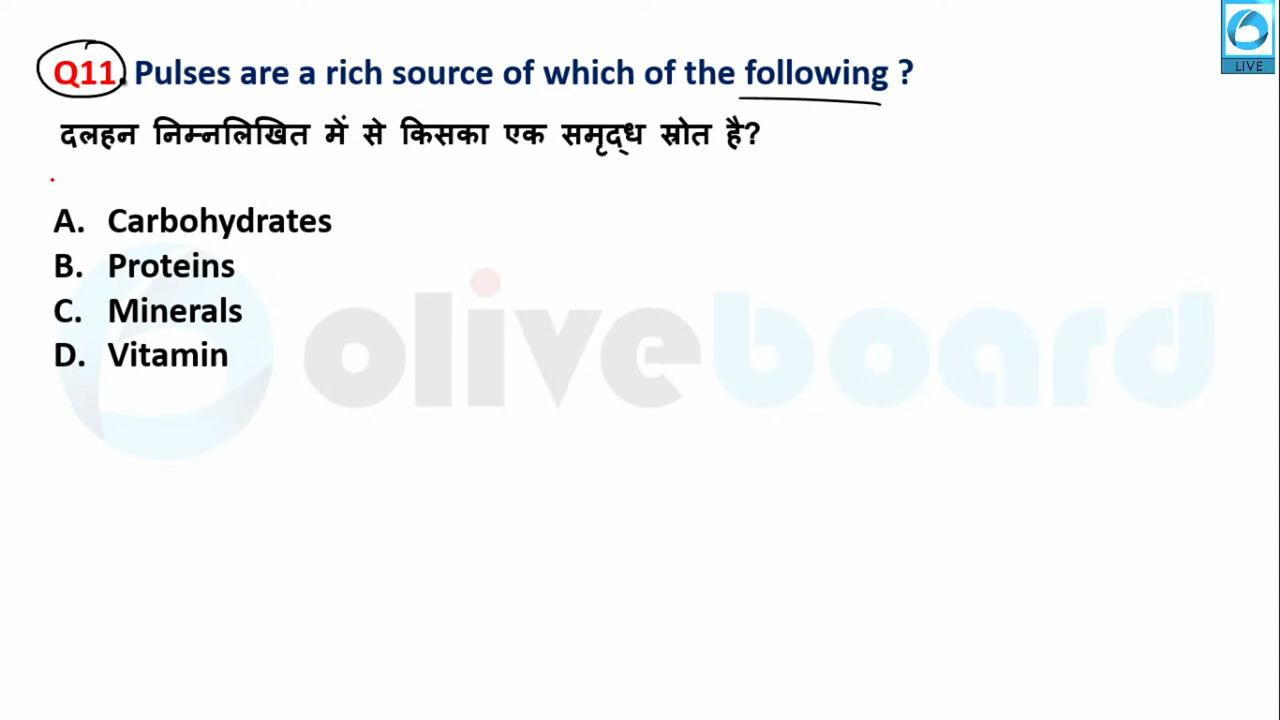 LIVE
Q11. Pulses are a rich source of which of the following ?
दलहन निम्नलिखित में से किसका एक समृद्ध स्रोत है?
A. Carbohydrates
B. Proteins
C. Minerals
D. Vitamin
oliveboard